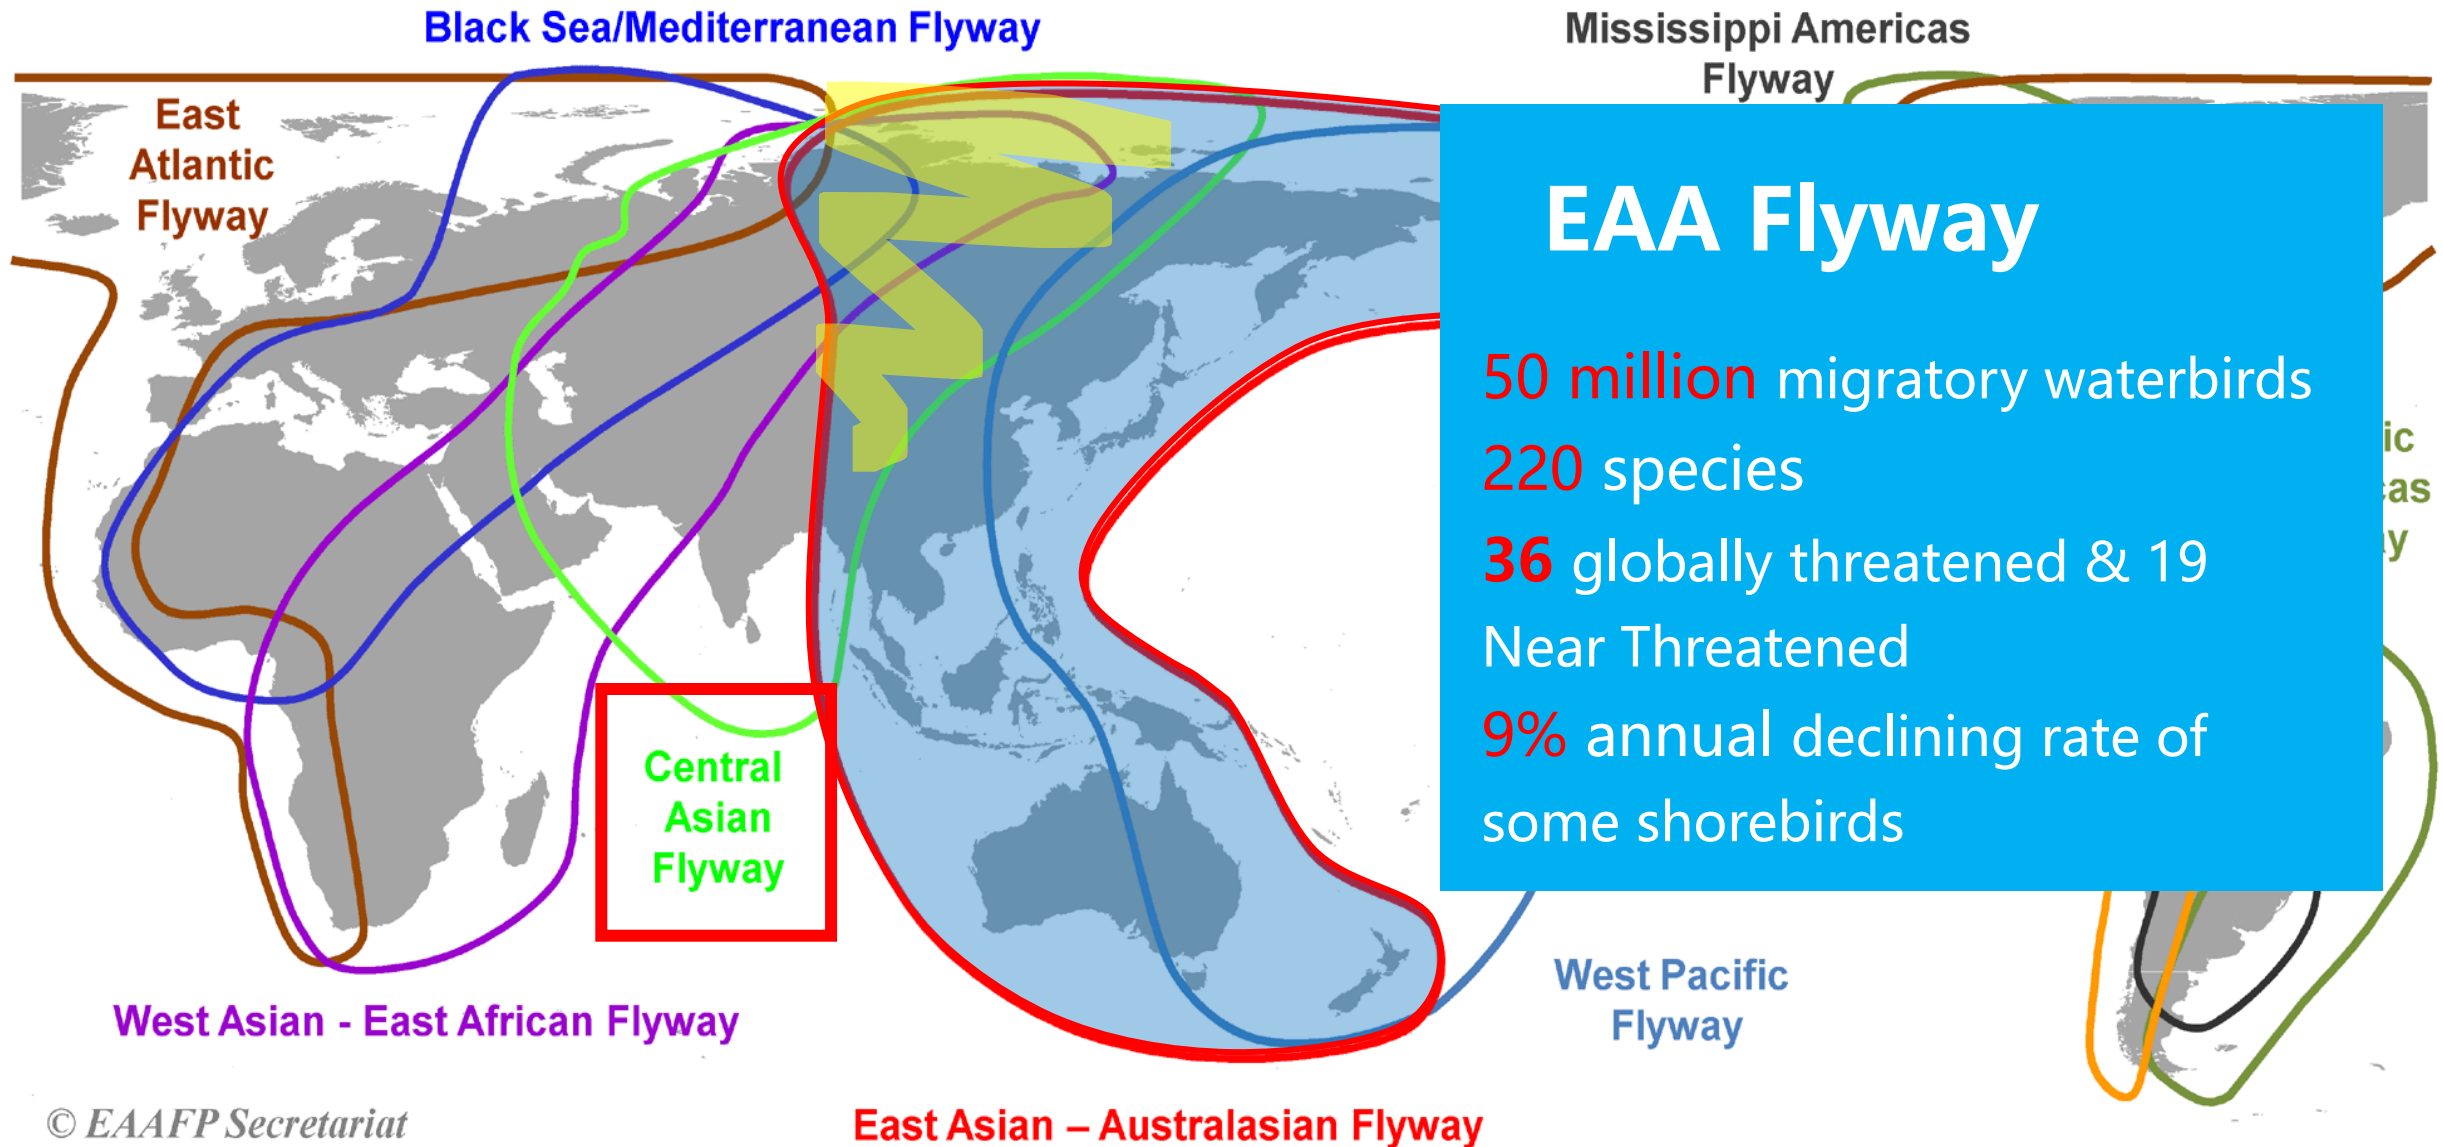 Black Sea/Mediterranean Flyway
Mississippi Americas
Flyway
East
Atlantic
Flyway
EAA Flyway
50 million migratory waterbirds
220 species
36 globally threatened & 19
Near Threatened
9% annual declining rate of
some shorebirds
ic
cas
y
Central
Asian
Flyway
West Pacific
Flyway
West Asian - East African Flyway
© EAAFP Secretariat
East Asian – Australasian Flyway